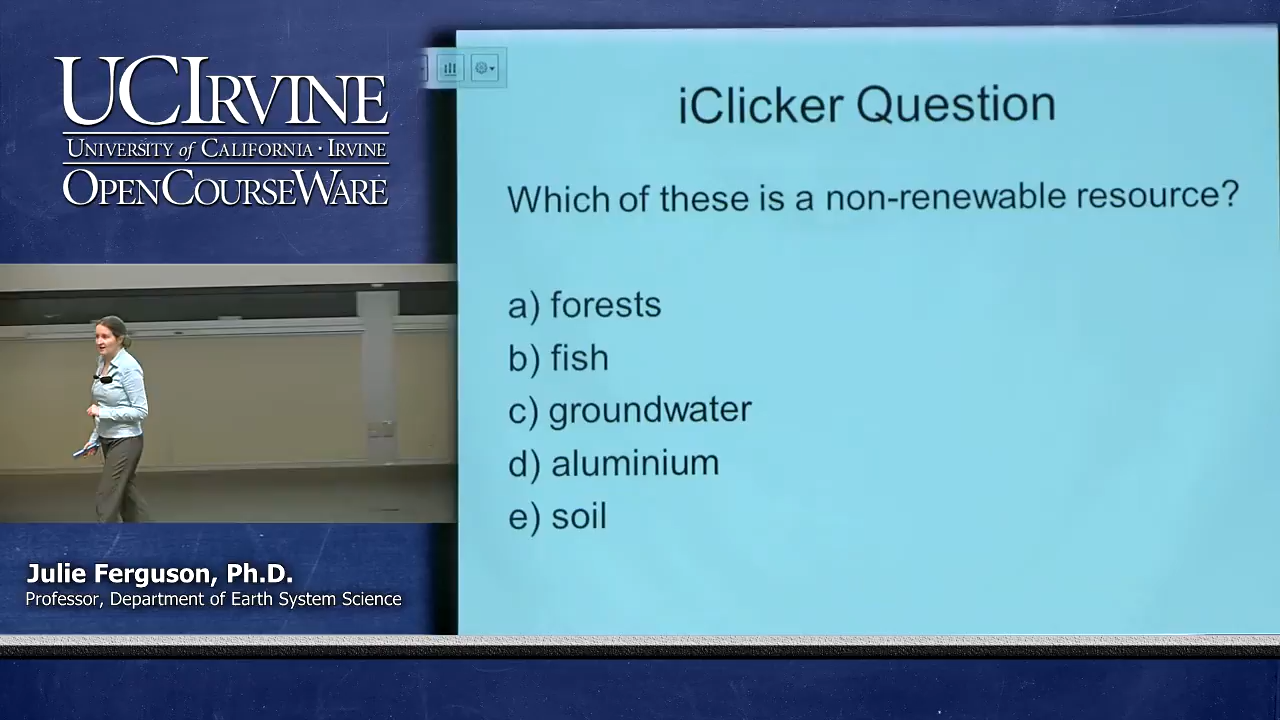 UCIRVINE
UNIVERSITY of CALIFORNIA · IRVINE
OPENCOURSEWARE
iClicker Question
Which of these is a non-renewable resource?
a) forests
b) fish
c) groundwater
d) aluminium
e) soil
Julie Ferguson, Ph.D.
Professor, Department of Earth System Science